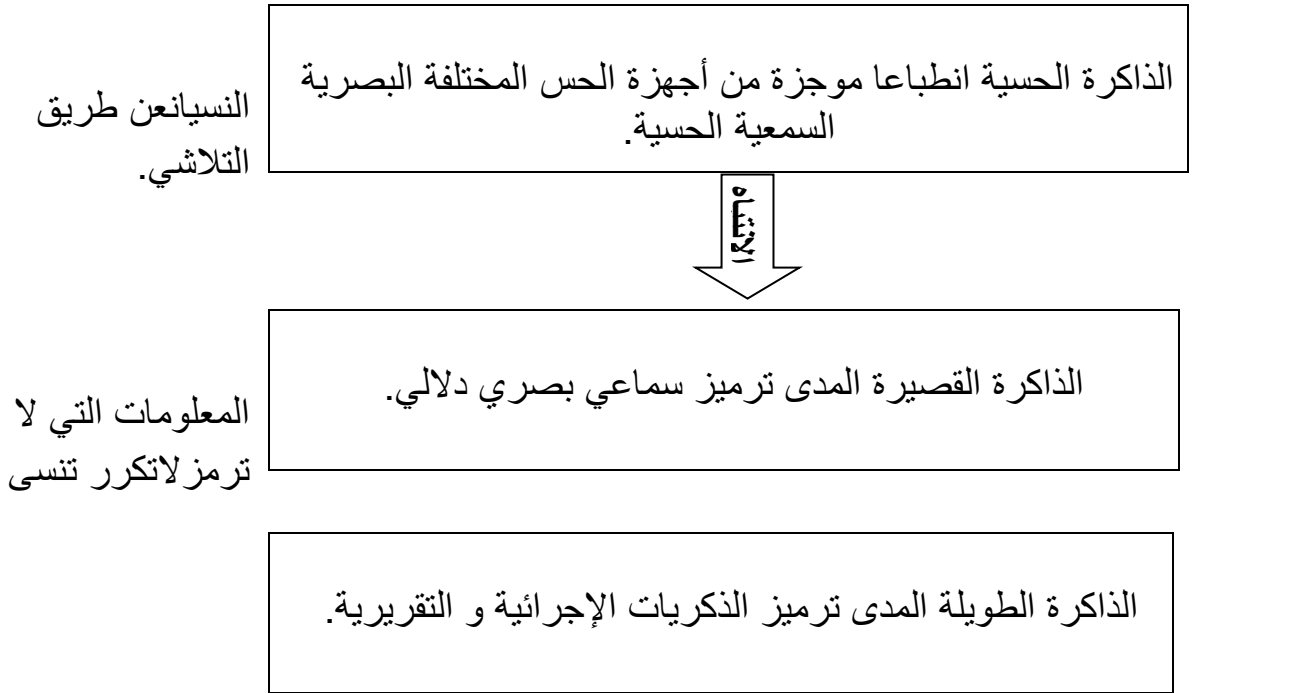 الذاكرة الحسية انطباعا موجزة من أجهزة الحس المختلفة البصرية
السمعية الحسية.
النسيانعن طريق
التلاشي.
الانتباه
الذاكرة القصيرة المدى ترميز سماعي بصري دلالي.
المعلومات التي لا
ترمزلاتكرر تنسى
الذاكرة الطويلة المدى ترميز الذكريات الإجرائية و التقريرية.